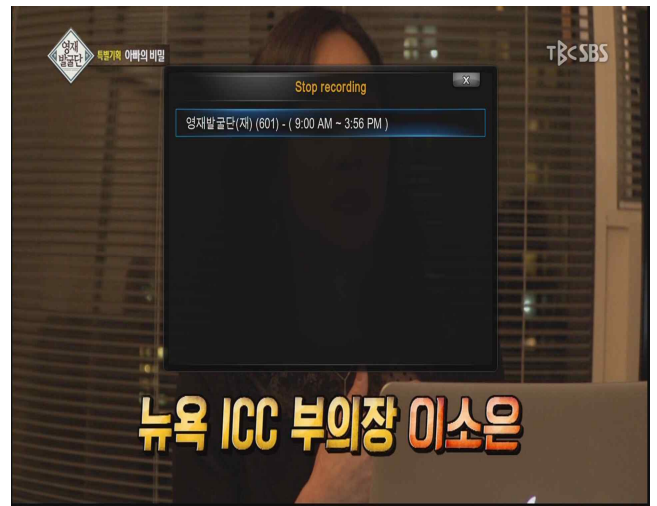 영재
발굴단
특별기획 아빠의 비밀
TBC SBS
Stop recording
X
영재발굴단(재) (601) - ( 9:00 AM ~ 3:56 PM )
뉴욕 ICC 부의장 이소은